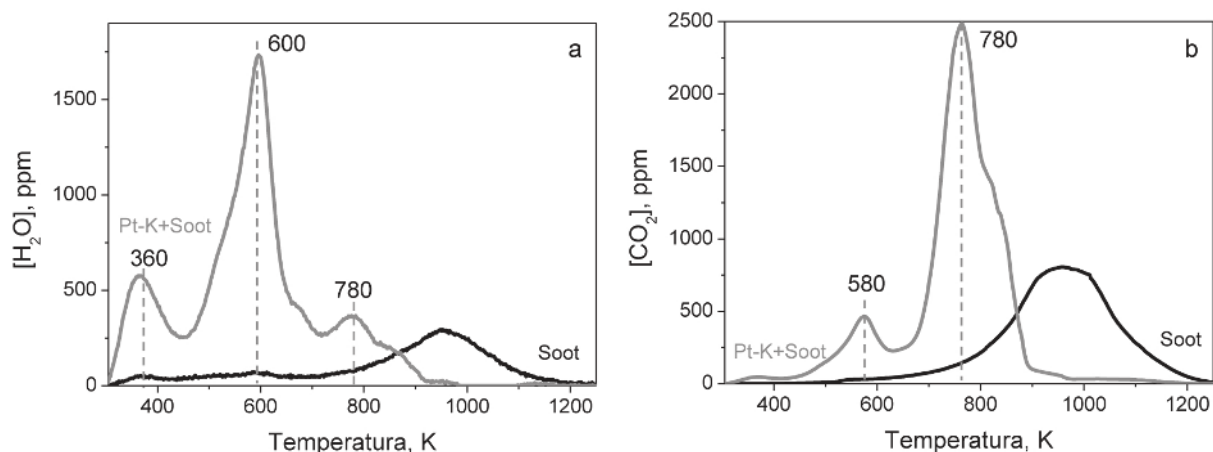 a
600
[H₂O], ppm
1500
1000
500
0
Pt-K+Soot
360
780
Soot
400 600 800 1000 1200
Temperatura, K
b
780
[CO₂], ppm
2500
2000
1500
1000
500
0
580
Pt-K+Soot
Soot
400 600 800 1000 1200
Temperatura, K